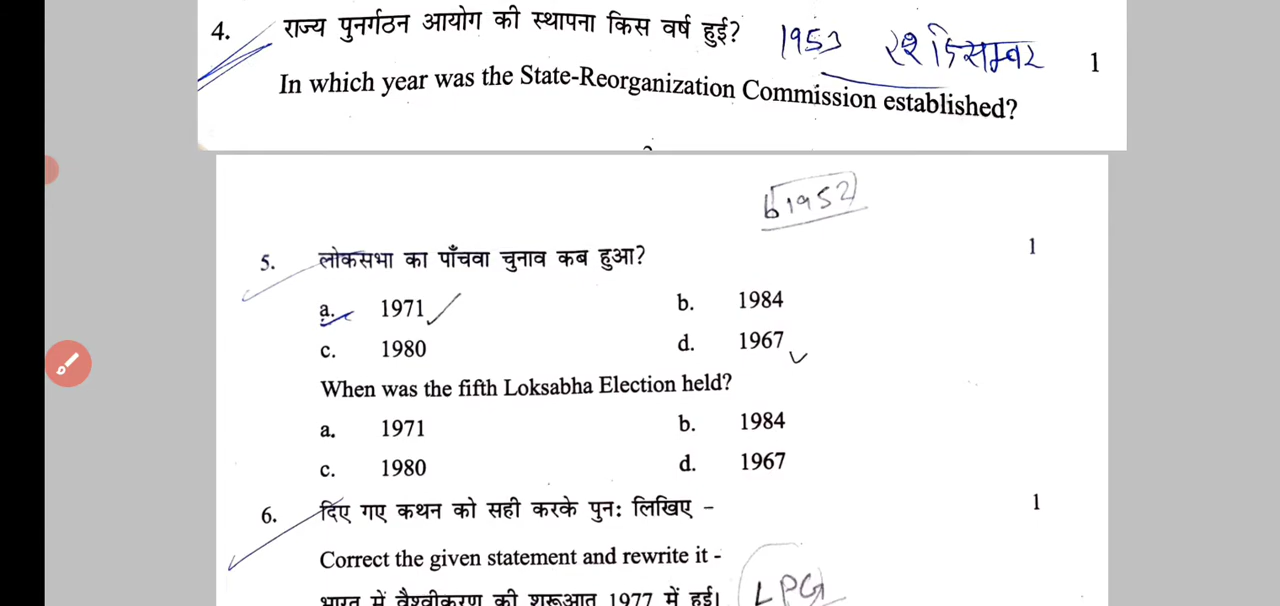 4. राज्य पुनर्गठन आयोग की स्थापना किस वर्ष हुई? 1953 दिसम्बर 1
In which year was the State-Reorganization Commission established?
b 1952
5. लोकसभा का पाँचवा चुनाव कब हुआ? 1
a. 1971 b. 1984
c. 1980 d. 1967
When was the fifth Loksabha Election held?
a. 1971 b. 1984
c. 1980 d. 1967
6. दिए गए कथन को सही करके पुनः लिखिए - 1
Correct the given statement and rewrite it -
भारत में वैश्वीकरण की शुरूआत 1977 में हुई। LPG